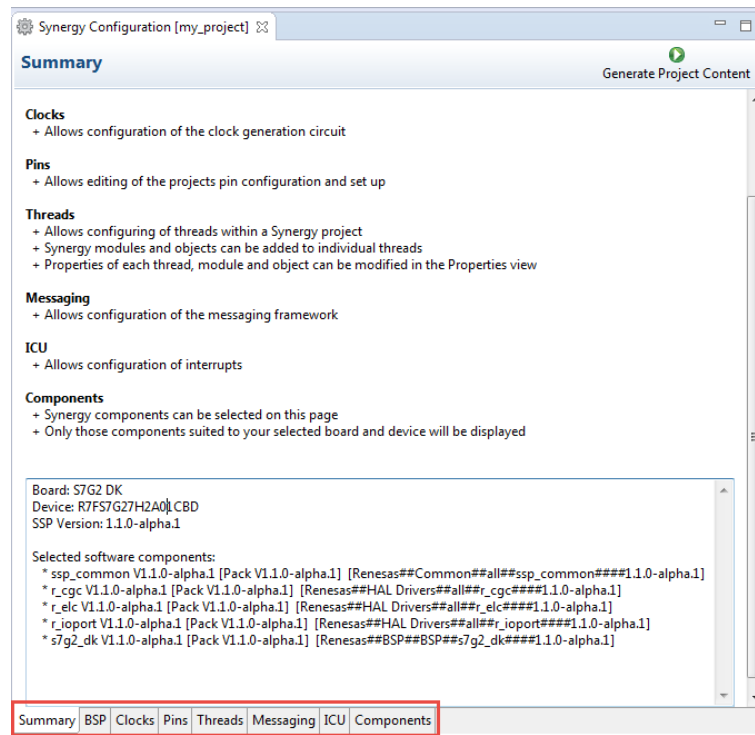 Synergy Configuration [my_project]
Summary
Generate Project Content
Clocks
+ Allows configuration of the clock generation circuit
Pins
+ Allows editing of the projects pin configuration and set up
Threads
+ Allows configuring of threads within a Synergy project
+ Synergy modules and objects can be added to individual threads
+ Properties of each thread, module and object can be modified in the Properties view
Messaging
+ Allows configuration of the messaging framework
ICU
+ Allows configuration of interrupts
Components
+ Synergy components can be selected on this page
+ Only those components suited to your selected board and device will be displayed
Board: S7G2 DK
Device: R7FS7G27H2A01CBD
SSP Version: 1.1.0-alpha.1
Selected software components:
* ssp_common V1.1.0-alpha.1 [Pack V1.1.0-alpha.1] [Renesas##Common##all##ssp_common####1.1.0-alpha.1]
* r_cgc V1.1.0-alpha.1 [Pack V1.1.0-alpha.1] [Renesas##HAL Drivers##all##r_cgc####1.1.0-alpha.1]
* r_elc V1.1.0-alpha.1 [Pack V1.1.0-alpha.1] [Renesas##HAL Drivers##all##r_elc####1.1.0-alpha.1]
* r_ioport V1.1.0-alpha.1 [Pack V1.1.0-alpha.1] [Renesas##HAL Drivers##all##r_ioport####1.1.0-alpha.1]
* s7g2_dk V1.1.0-alpha.1 [Pack V1.1.0-alpha.1] [Renesas##BSP##BSP##s7g2_dk####1.1.0-alpha.1]
Summary BSP Clocks Pins Threads Messaging ICU Components